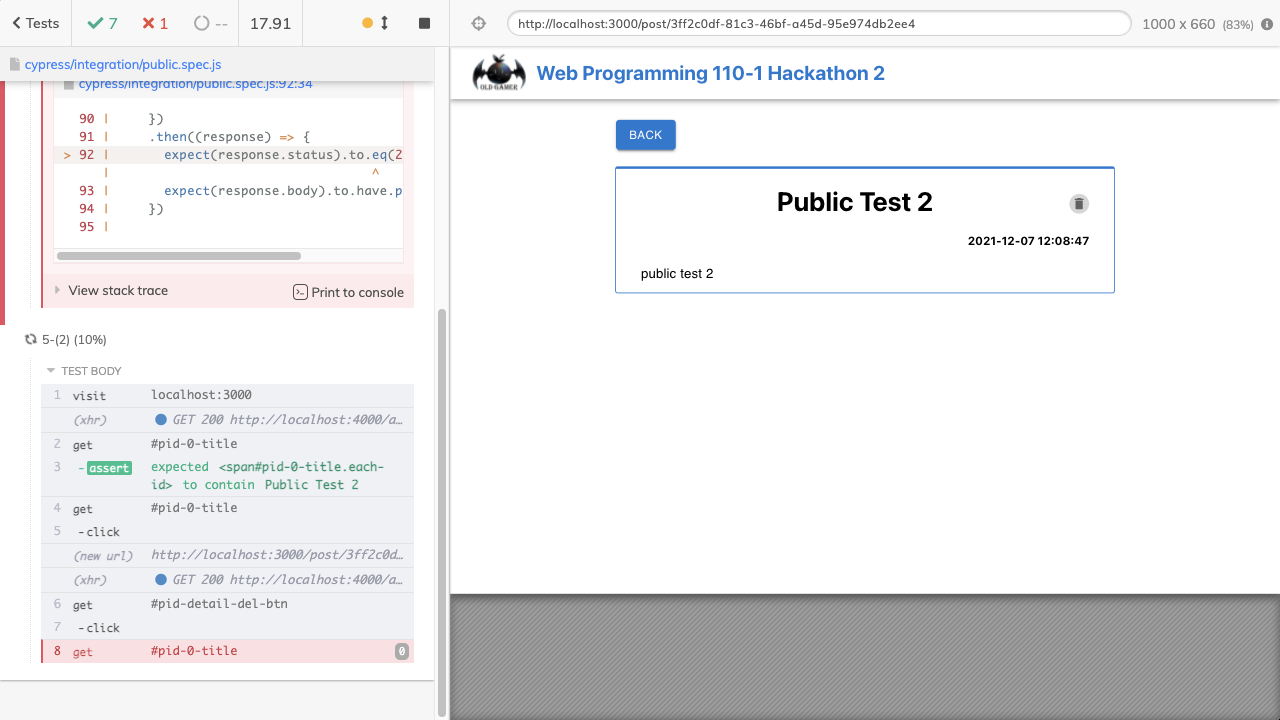 Tests
7
1
--
17.91
http://localhost:3000/post/3ff2c0df-81c3-46bf-a45d-95e974db2ee4
1000 x 660 (83%)
cypress/integration/public.spec.js
cypress/integration/public.spec.js:92:34
90 |     })
91 |     .then((response) => {
> 92 |       expect(response.status).to.eq(2
|                                  ^
93 |       expect(response.body).to.have.p
94 |     })
95 |
View stack trace
Print to console
5-(2) (10%)
TEST BODY
1 visit localhost:3000
(xhr) GET 200 http://localhost:4000/a…
2 get #pid-0-title
3 -assert expected <span#pid-0-title.each-
id> to contain Public Test 2
4 get #pid-0-title
5 -click
(new url) http://localhost:3000/post/3ff2c0d…
(xhr) GET 200 http://localhost:4000/a…
6 get #pid-detail-del-btn
7 -click
8 get #pid-0-title 0
OLD GAMER
Web Programming 110-1 Hackathon 2
BACK
Public Test 2
2021-12-07 12:08:47
public test 2